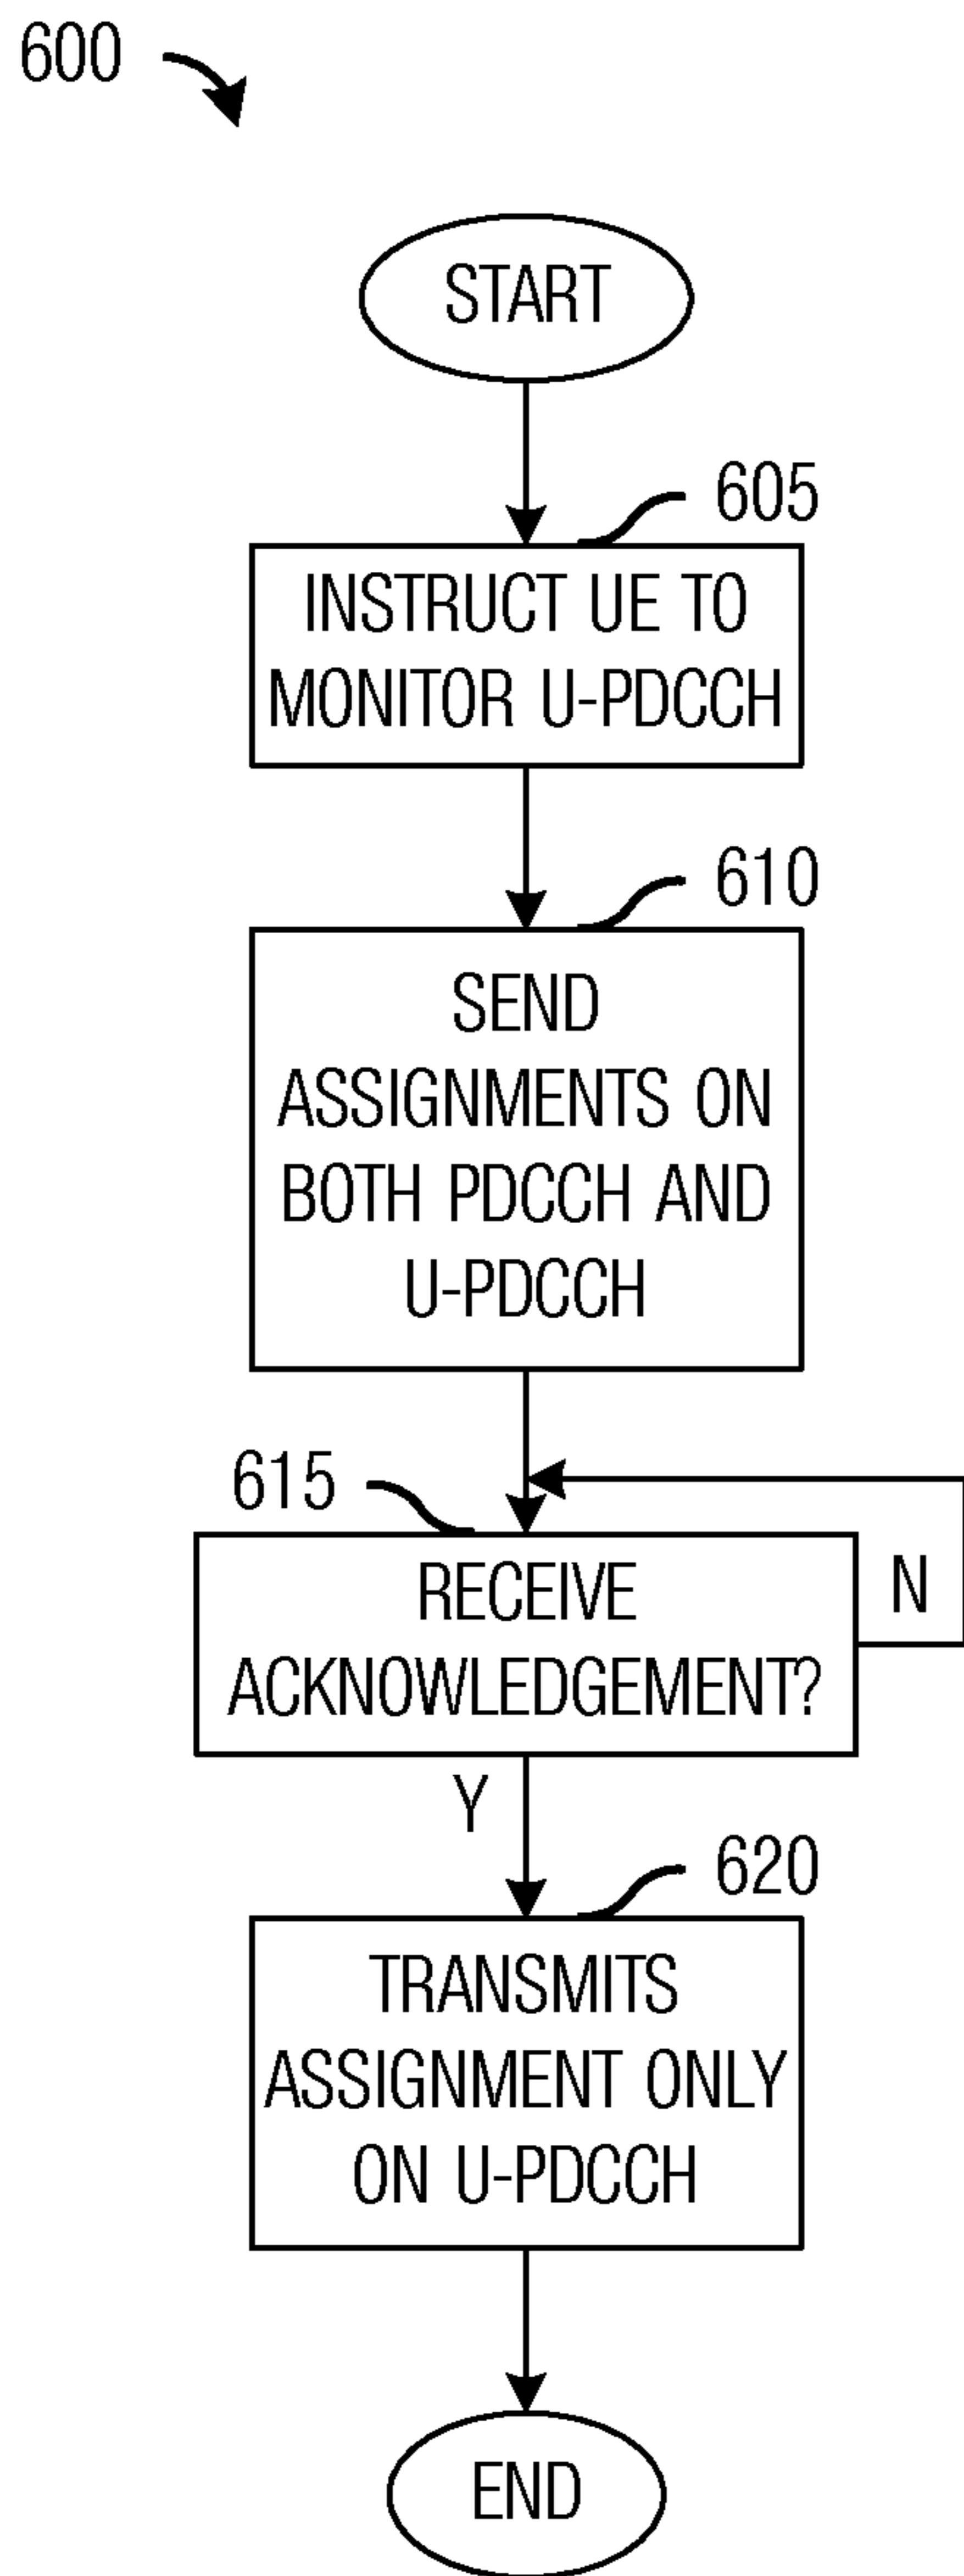 600
START
605
INSTRUCT UE TO
MONITOR U-PDCCH
610
SEND
ASSIGNMENTS ON
BOTH PDCCH AND
U-PDCCH
615
RECEIVE
ACKNOWLEDGEMENT?
N
Y
620
TRANSMITS
ASSIGNMENT ONLY
ON U-PDCCH
END